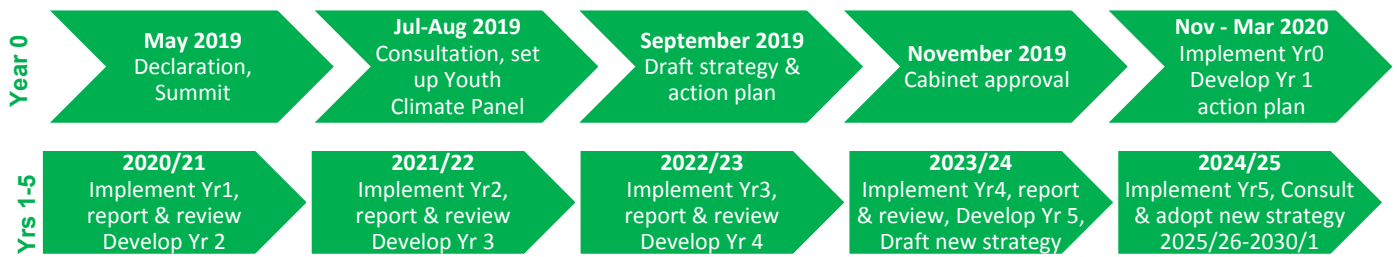 Year 0
May 2019
Declaration,
Summit
Jul-Aug 2019
Consultation, set
up Youth
Climate Panel
September 2019
Draft strategy &
action plan
November 2019
Cabinet approval
Nov - Mar 2020
Implement Yr0
Develop Yr 1
action plan
Yrs 1-5
2020/21
Implement Yr1,
report & review
Develop Yr 2
2021/22
Implement Yr2,
report & review
Develop Yr 3
2022/23
Implement Yr3,
report & review
Develop Yr 4
2023/24
Implement Yr4, report
& review, Develop Yr 5,
Draft new strategy
2024/25
Implement Yr5, Consult
& adopt new strategy
2025/26-2030/1